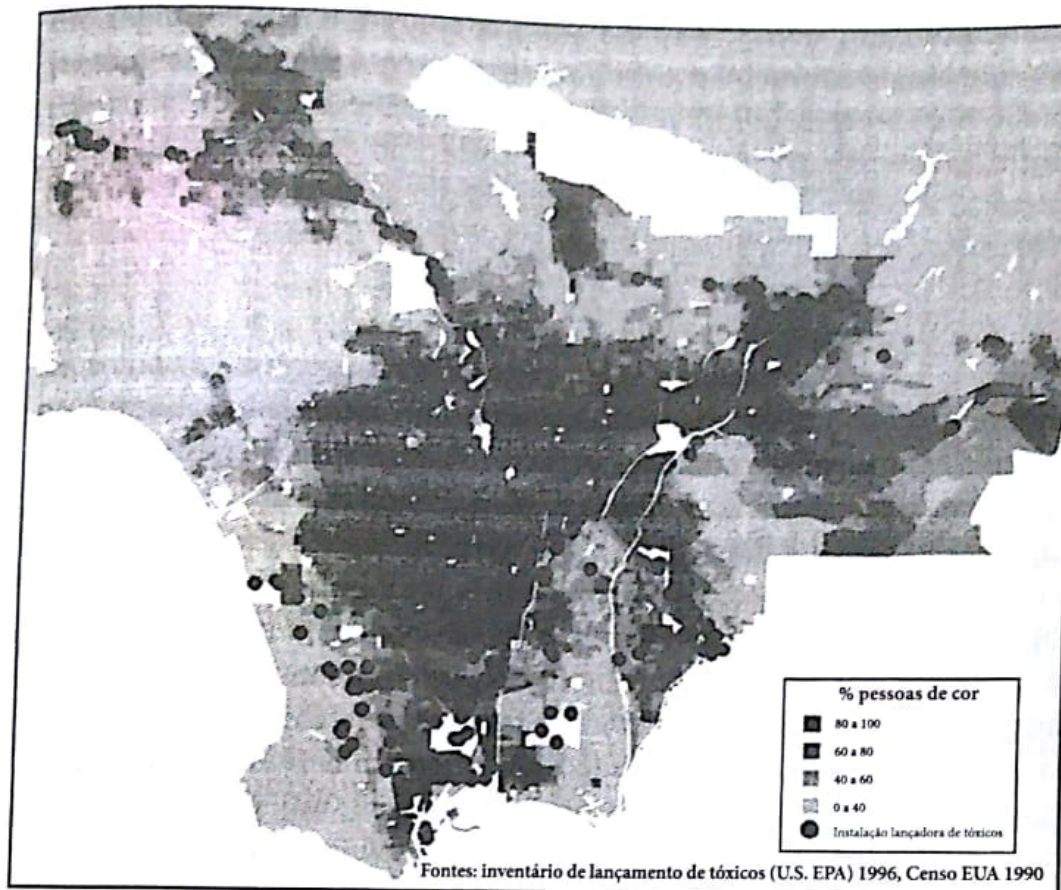 % pessoas de cor
80 a 100
60 a 80
40 a 60
0 a 40
Instalação lançadora de tóxicos
Fontes: inventário de lançamento de tóxicos (U.S. EPA) 1996, Censo EUA 1990